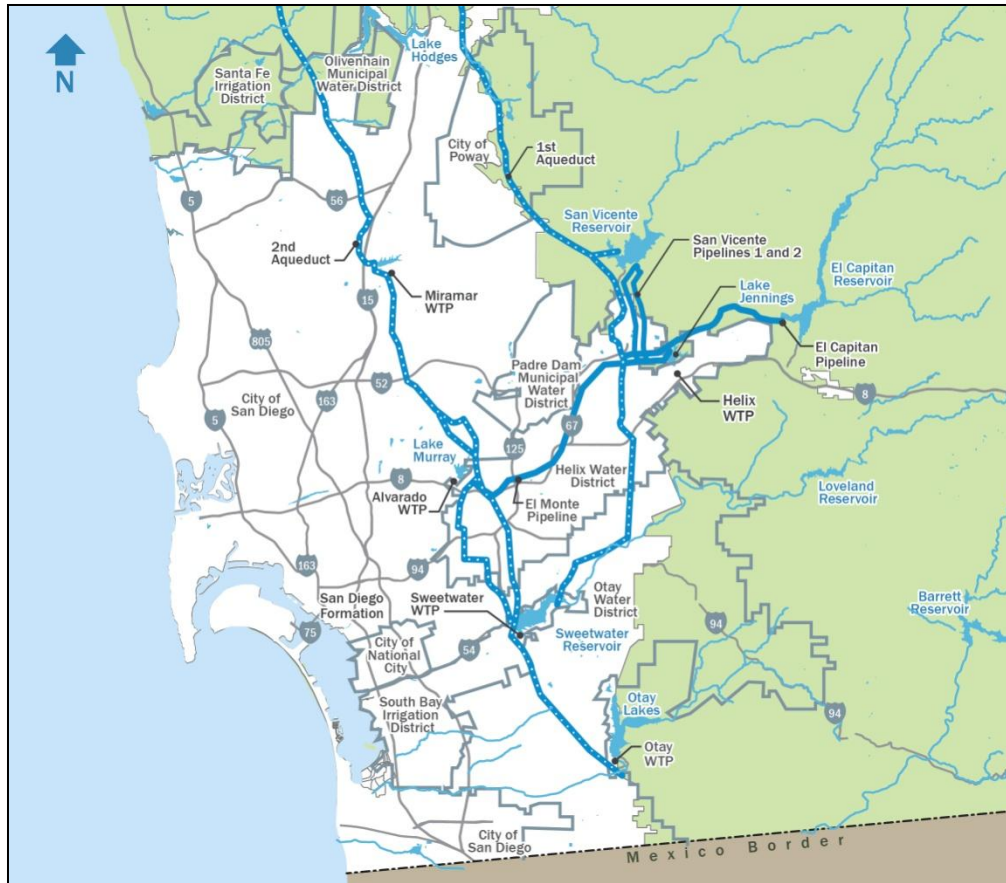 N
Santa Fe
Irrigation
District
Olivenhain
Municipal
Water District
Lake
Hodges
City of
Poway
1st
Aqueduct
5
56
San Vicente
Reservoir
San Vicente
Pipelines 1 and 2
2nd
Aqueduct
El Capitan
Reservoir
Lake
Jennings
15
Miramar
WTP
805
El Capitan
Pipeline
52
Padre Dam
Municipal
Water
District
City of
San Diego
163
5
Helix
WTP
8
67
Lake
Murray
125
8
Alvarado
WTP
Helix Water
District
El Monte
Pipeline
Loveland
Reservoir
163
94
San Diego
Formation
75
Sweetwater
WTP
Otay
Water
District
Barrett
Reservoir
94
City of
National
City
54
Sweetwater
Reservoir
South Bay
Irrigation
District
Otay
Lakes
94
Otay
WTP
City of
San Diego
Mexico Border